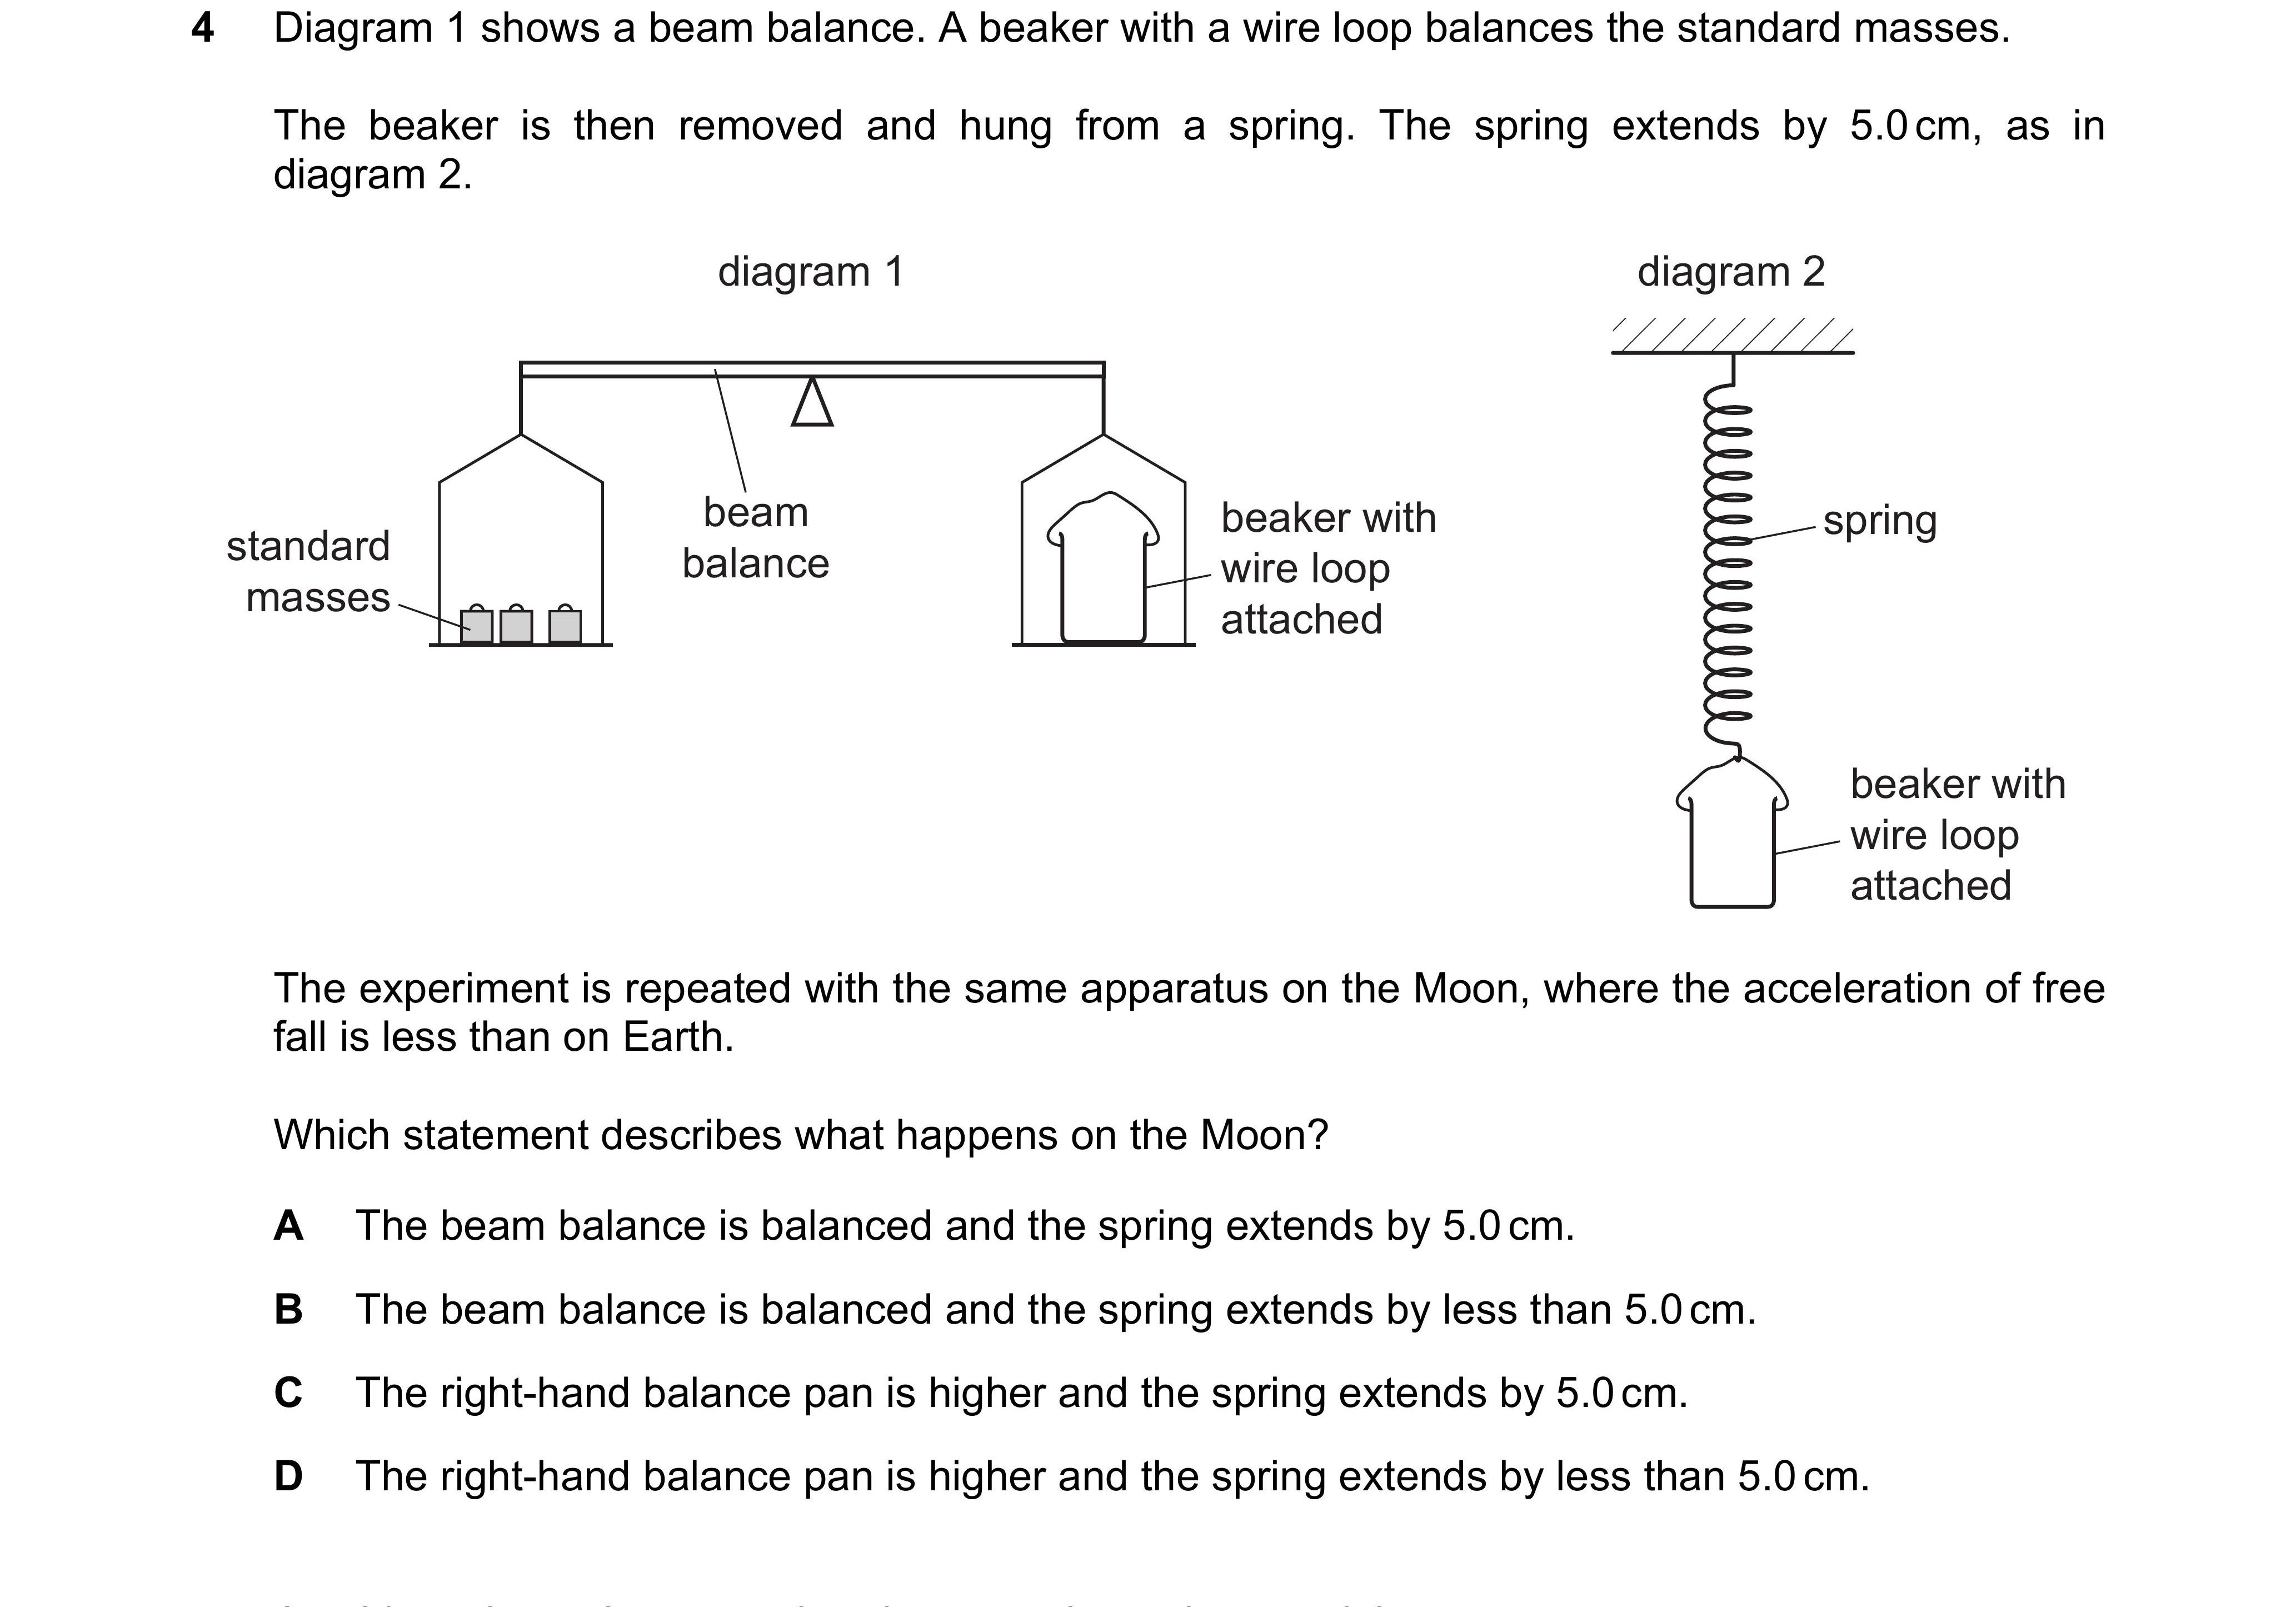 4 Diagram 1 shows a beam balance. A beaker with a wire loop balances the standard masses.
The beaker is then removed and hung from a spring. The spring extends by 5.0 cm, as in
diagram 2.
diagram 1
diagram 2
standard
masses
beam
balance
beaker with
wire loop
attached
spring
beaker with
wire loop
attached
The experiment is repeated with the same apparatus on the Moon, where the acceleration of free
fall is less than on Earth.
Which statement describes what happens on the Moon?
A The beam balance is balanced and the spring extends by 5.0 cm.
B The beam balance is balanced and the spring extends by less than 5.0 cm.
C The right-hand balance pan is higher and the spring extends by 5.0 cm.
D The right-hand balance pan is higher and the spring extends by less than 5.0 cm.